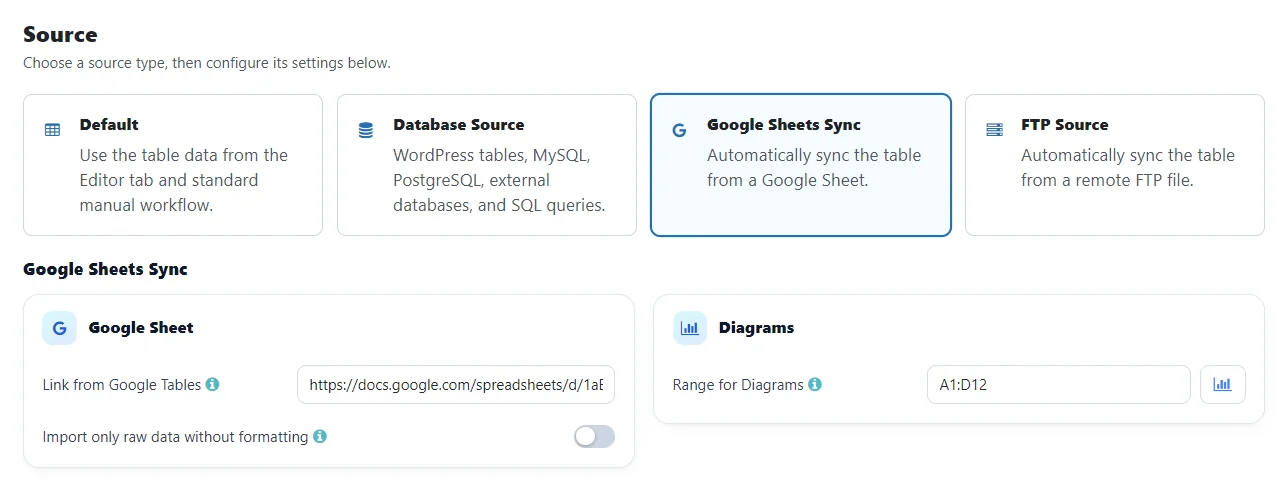 Source
Choose a source type, then configure its settings below.
Default
Use the table data from the
Editor tab and standard
manual workflow.
Database Source
WordPress tables, MySQL,
PostgreSQL, external
databases, and SQL queries.
Google Sheets Sync
Automatically sync the table
from a Google Sheet.
FTP Source
Automatically sync the table
from a remote FTP file.
Google Sheets Sync
Google Sheet
Link from Google Tables
https://docs.google.com/spreadsheets/d/1aE
Import only raw data without formatting
Diagrams
Range for Diagrams
A1:D12